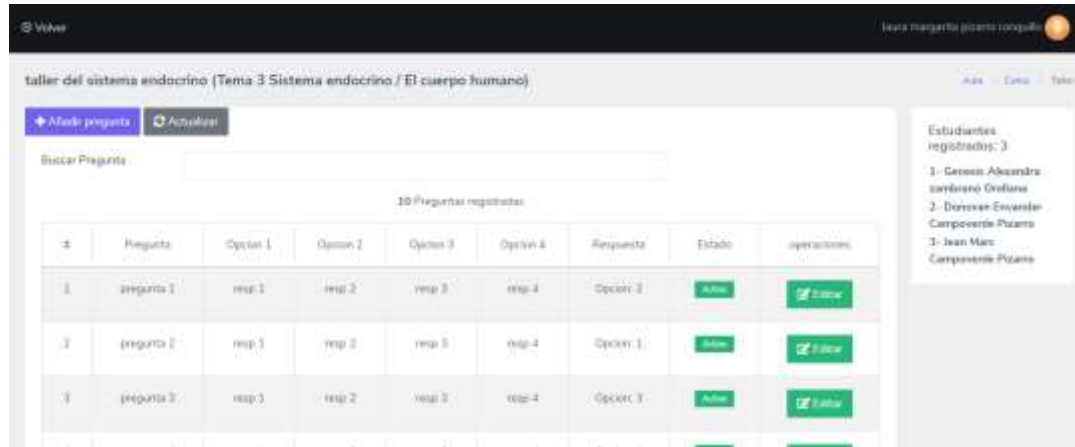 Volver
laura margarita pizarro ronquillo
taller del sistema endocrino (Tema 3 Sistema endocrino / El cuerpo humano)
Aula Curso Taller
Añadir pregunta Actualizar
Buscar Pregunta
10 Preguntas registradas
# Pregunta Opcion 1 Opcion 2 Opcion 3 Opcion 4 Respuesta Estado operaciones
1 pregunta 1 resp 1 resp 2 resp 3 resp 4 Opcion: 2 Activo Editar
2 pregunta 2 resp 1 resp 2 resp 3 resp 4 Opcion: 1 Activo Editar
3 pregunta 3 resp 1 resp 2 resp 3 resp 4 Opcion: 3 Activo Editar
Estudiantes
registrados: 3
1- Genesis Alexandra
zambrano Orellana
2- Donovan
Campoverde Pizarro
3- Jean Marc
Campoverde Pizarro